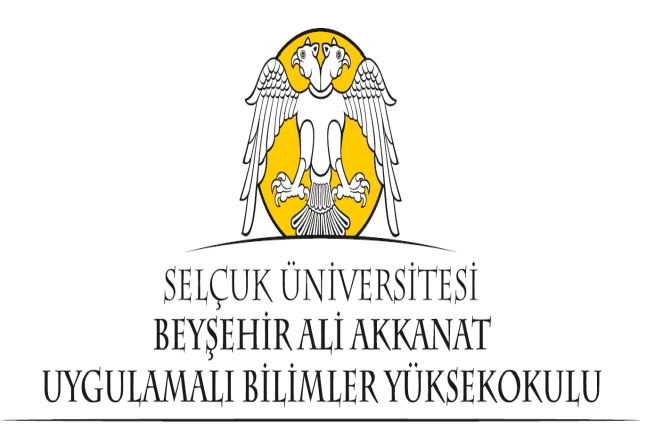 SELÇUK ÜNİVERSİTESİ
BEYŞEHİR ALİ AKKANAT
UYGULAMALI BİLİMLER YÜKSEKOKULU